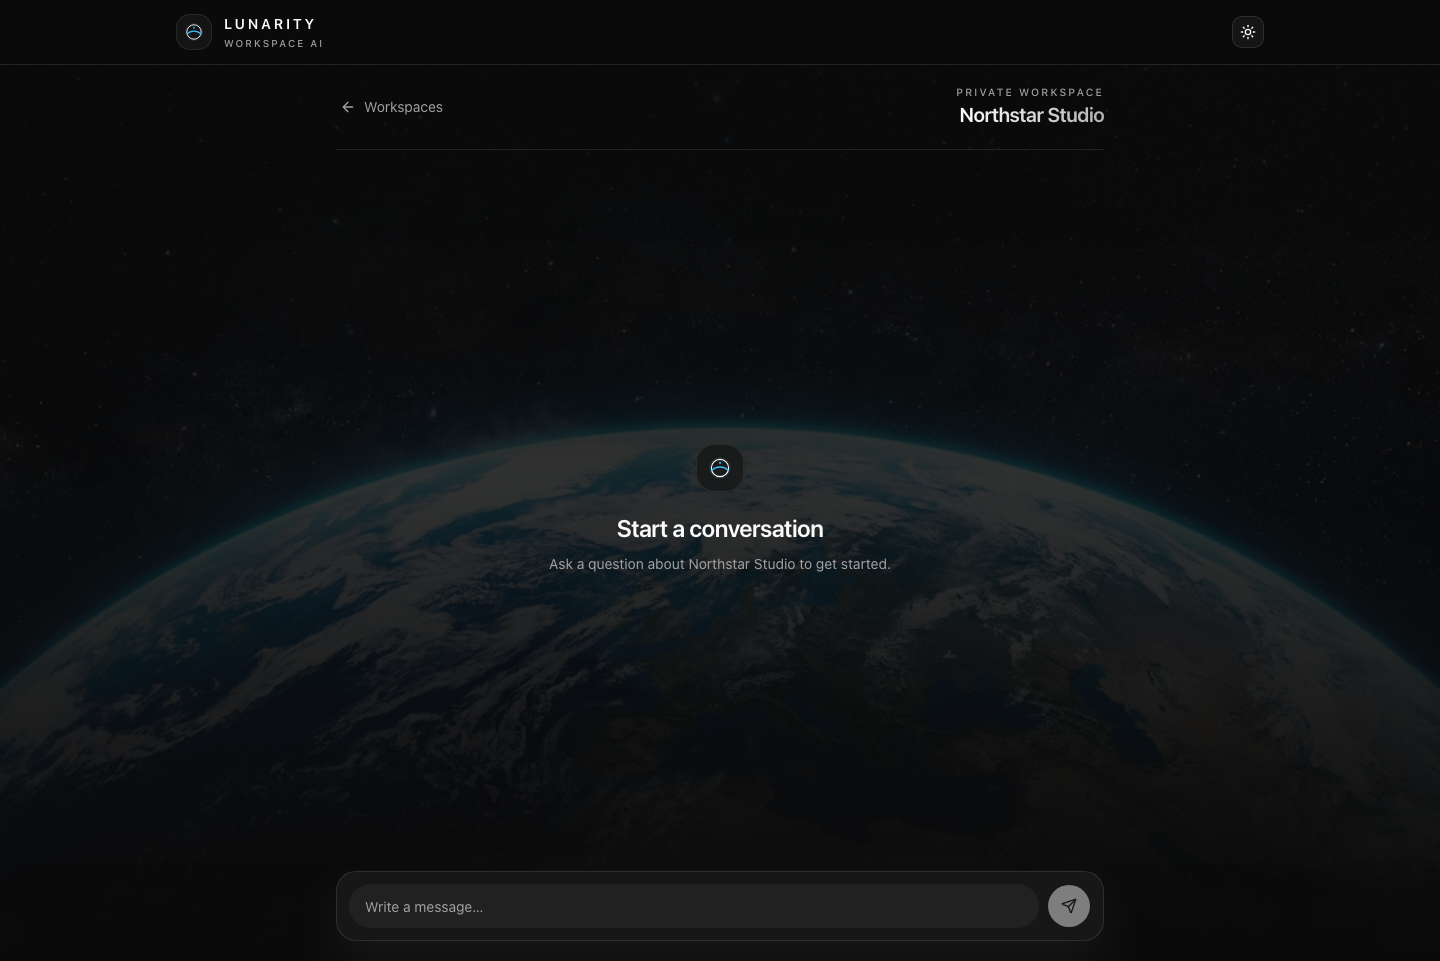 LUNARITY
WORKSPACE AI
Workspaces
PRIVATE WORKSPACE
Northstar Studio
Start a conversation
Ask a question about Northstar Studio to get started.
Write a message...